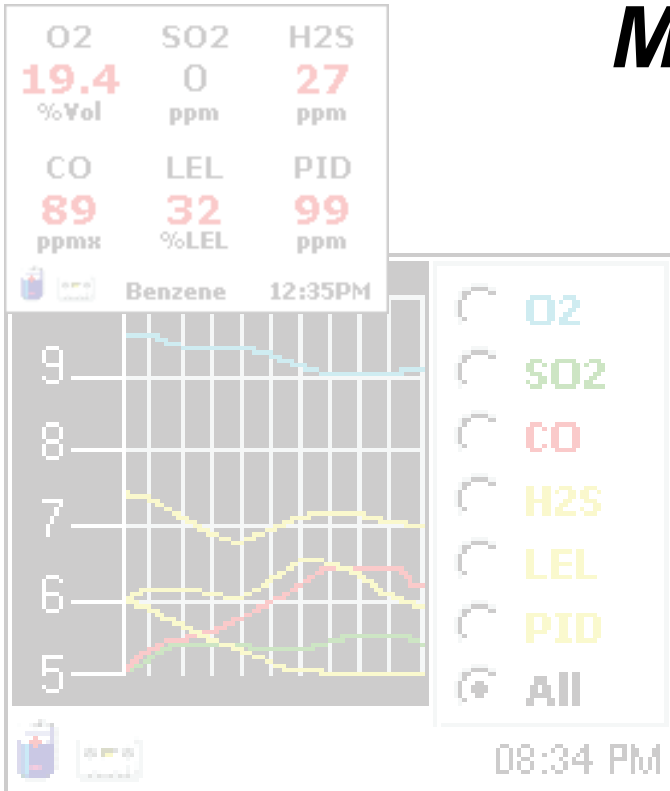 M
O2 SO2 H2S
19.4 0 27
%Vol ppm ppm
CO LEL PID
89 32 99
ppmx %LEL ppm
Benzene 12:35PM
O2
9
SO2
8
CO
7
H2S
LEL
6
PID
5
All
08:34 PM